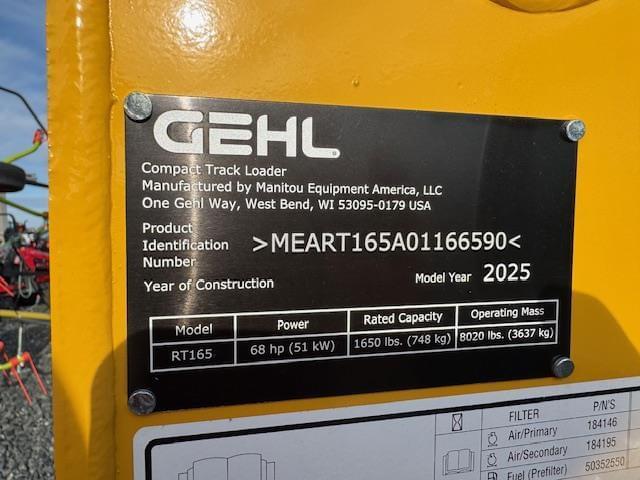 GEHL
Compact Track Loader
Manufactured by Manitou Equipment America, LLC
One Gehl Way, West Bend, WI 53095-0179 USA
Product
Identification >MEART165A01166590<
Number
Year of Construction Model Year 2025
Model Power Rated Capacity Operating Mass
RT165 68 hp (51 kW) 1650 lbs. (748 kg) 8020 lbs. (3637 kg)
FILTER P/N'S
Air/Primary 184146
Air/Secondary 184195
Fuel (Prefilter) 50352550